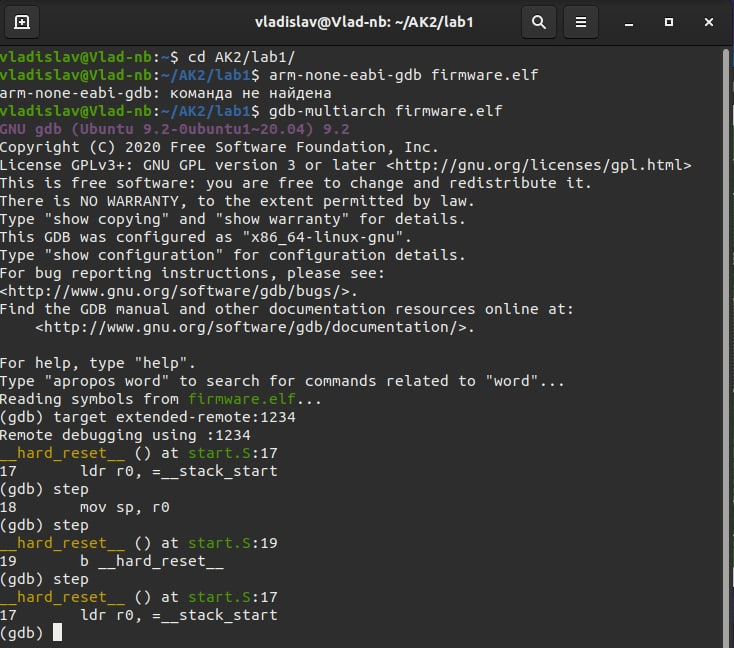 vladislav@Vlad-nb: ~/AK2/lab1
vladislav@Vlad-nb:~$ cd AK2/lab1/
vladislav@Vlad-nb:~/AK2/lab1$ arm-none-eabi-gdb firmware.elf
arm-none-eabi-gdb: команда не найдена
vladislav@Vlad-nb:~/AK2/lab1$ gdb-multiarch firmware.elf
GNU gdb (Ubuntu 9.2-0ubuntu1~20.04) 9.2
Copyright (C) 2020 Free Software Foundation, Inc.
License GPLv3+: GNU GPL version 3 or later <http://gnu.org/licenses/gpl.html>
This is free software: you are free to change and redistribute it.
There is NO WARRANTY, to the extent permitted by law.
Type "show copying" and "show warranty" for details.
This GDB was configured as "x86_64-linux-gnu".
Type "show configuration" for configuration details.
For bug reporting instructions, please see:
<http://www.gnu.org/software/gdb/bugs/>.
Find the GDB manual and other documentation resources online at:
    <http://www.gnu.org/software/gdb/documentation/>.

For help, type "help".
Type "apropos word" to search for commands related to "word"...
Reading symbols from firmware.elf...
(gdb) target extended-remote:1234
Remote debugging using :1234
__hard_reset__ () at start.S:17
17	ldr r0, =__stack_start
(gdb) step
18	mov sp, r0
(gdb) step
__hard_reset__ () at start.S:19
19	b __hard_reset__
(gdb) step
__hard_reset__ () at start.S:17
17	ldr r0, =__stack_start
(gdb)